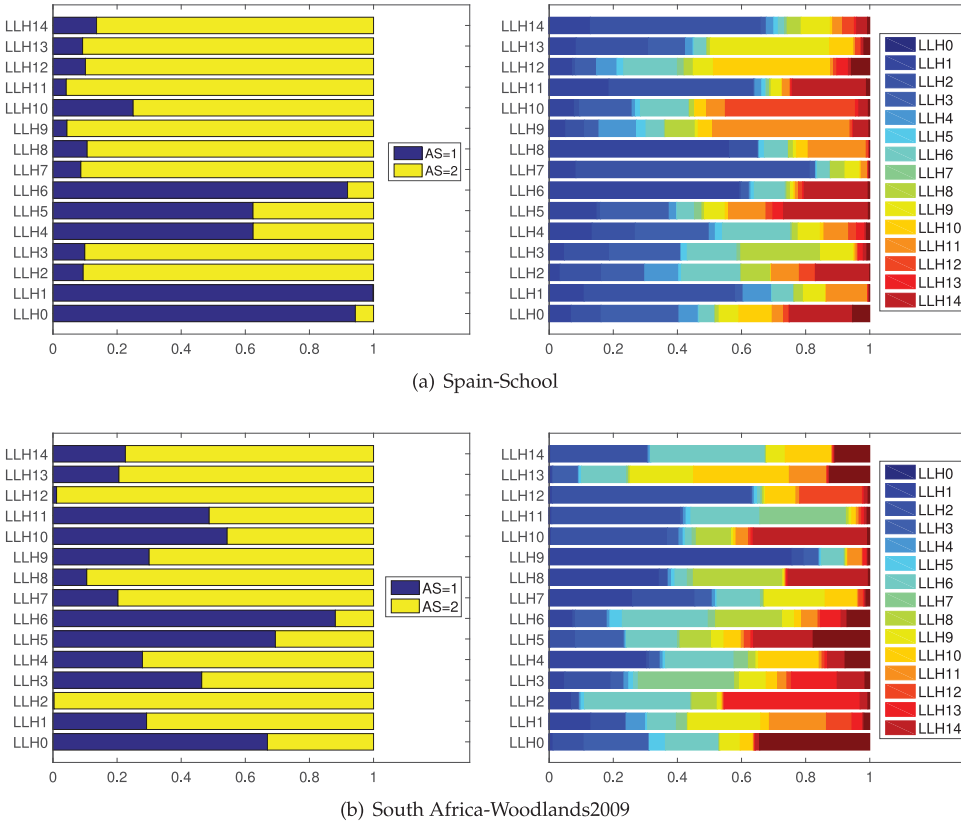 LLH14
LLH13
LLH12
LLH11
LLH10
LLH9
LLH8
LLH7
LLH6
LLH5
LLH4
LLH3
LLH2
LLH1
LLH0
0 0.2 0.4 0.6 0.8 1
AS=1
AS=2
LLH14
LLH13
LLH12
LLH11
LLH10
LLH9
LLH8
LLH7
LLH6
LLH5
LLH4
LLH3
LLH2
LLH1
LLH0
0 0.2 0.4 0.6 0.8 1
LLH0
LLH1
LLH2
LLH3
LLH4
LLH5
LLH6
LLH7
LLH8
LLH9
LLH10
LLH11
LLH12
LLH13
LLH14
(a) Spain-School
LLH14
LLH13
LLH12
LLH11
LLH10
LLH9
LLH8
LLH7
LLH6
LLH5
LLH4
LLH3
LLH2
LLH1
LLH0
0 0.2 0.4 0.6 0.8 1
AS=1
AS=2
LLH14
LLH13
LLH12
LLH11
LLH10
LLH9
LLH8
LLH7
LLH6
LLH5
LLH4
LLH3
LLH2
LLH1
LLH0
0 0.2 0.4 0.6 0.8 1
LLH0
LLH1
LLH2
LLH3
LLH4
LLH5
LLH6
LLH7
LLH8
LLH9
LLH10
LLH11
LLH12
LLH13
LLH14
(b) South Africa-Woodlands2009